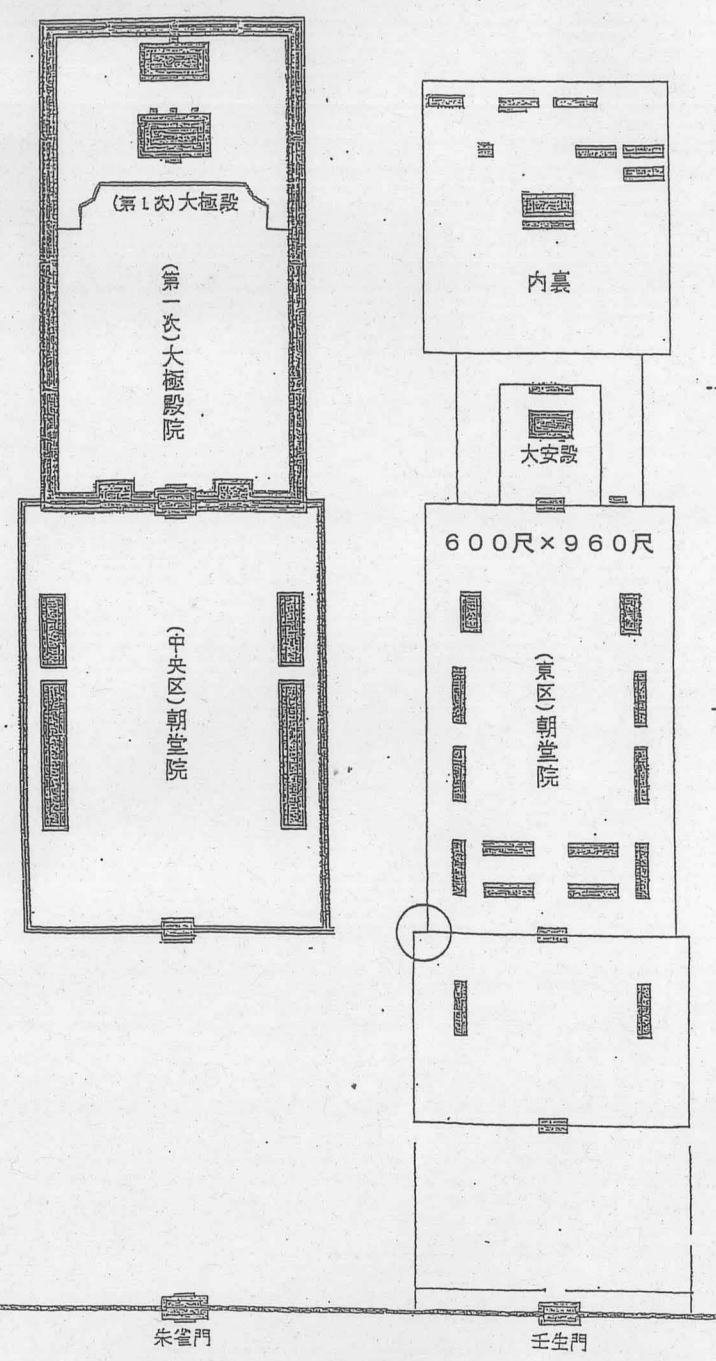 (第１次)大極殿
(第一次)大極殿院
(中央区)朝堂院
内裏
大安殿
６００尺×９６０尺
(東区)朝堂院
朱雀門
壬生門